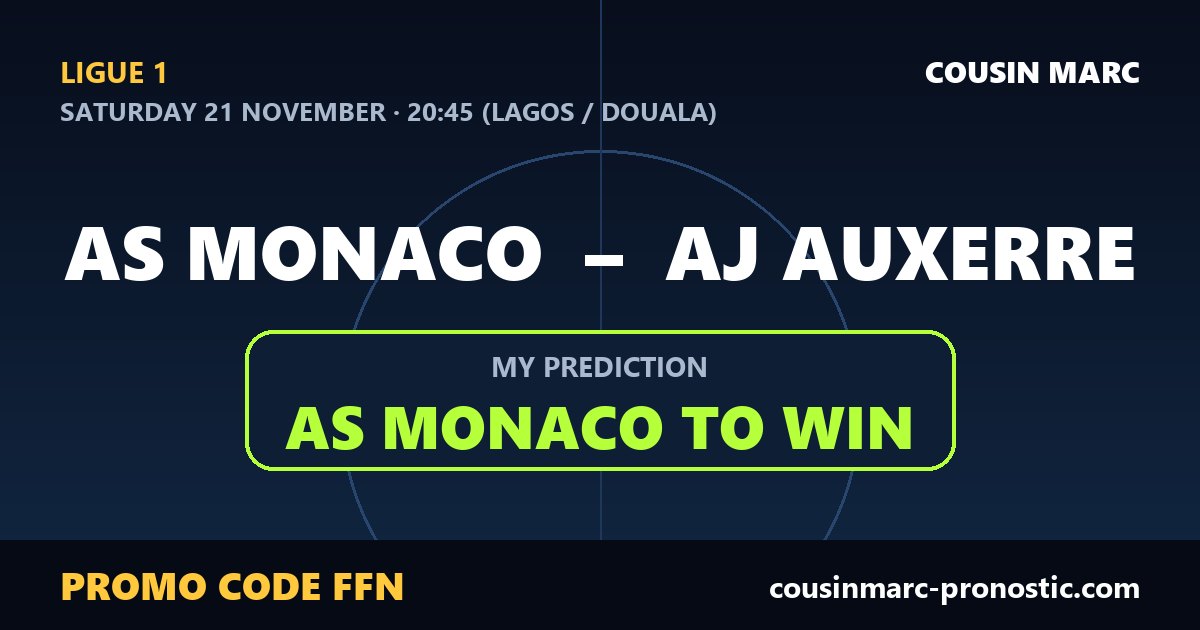 LIGUE 1
COUSIN MARC
SATURDAY 21 NOVEMBER · 20:45 (LAGOS / DOUALA)
AS MONACO – AJ AUXERRE
MY PREDICTION
AS MONACO TO WIN
PROMO CODE FFN
cousinmarc-pronostic.com